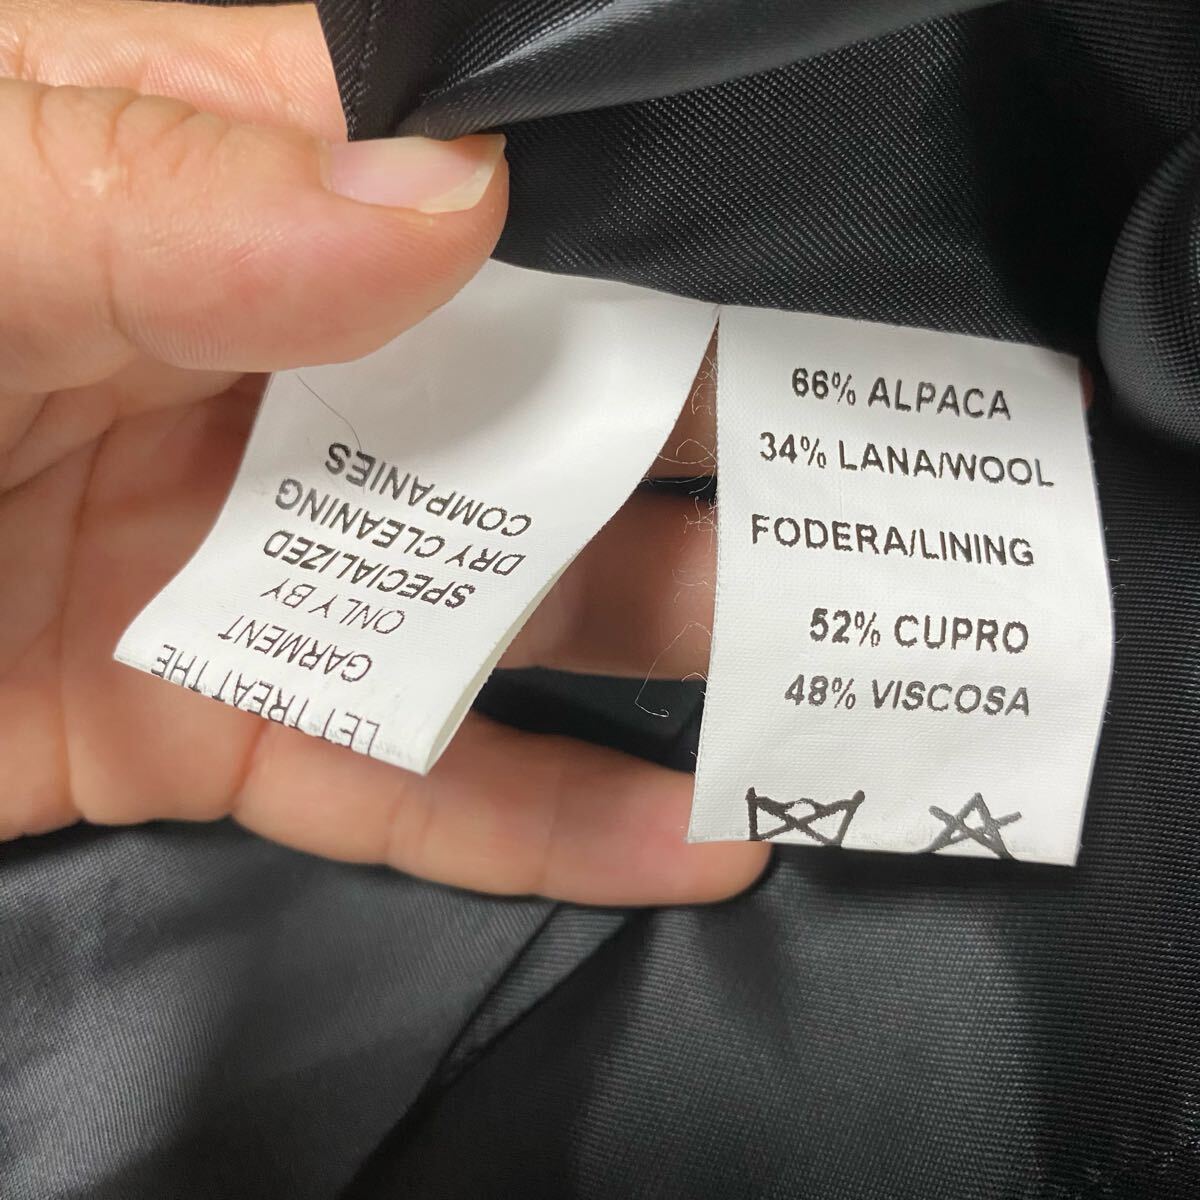 66% ALPACA
34% LANA/WOOL
FODERA/LINING
52% CUPRO
48% VISCOSA
LET TREAT THE
GARMENT
ONLY BY
SPECIALIZED
DRY CLEANING
COMPANIES